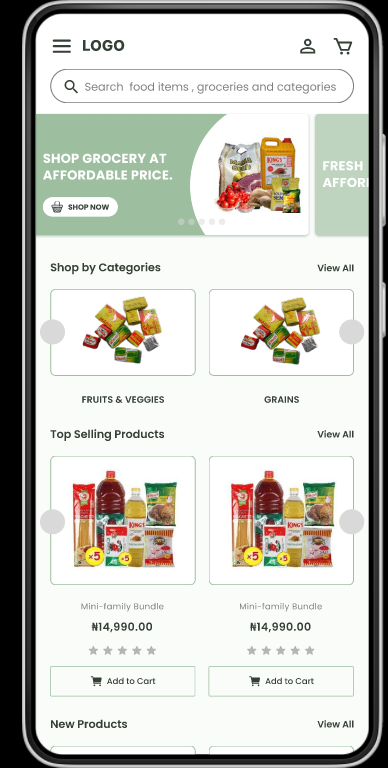 LOGO
Search food items , groceries and categories
SHOP GROCERY AT
AFFORDABLE PRICE.
SHOP NOW
KING'S
FRESH
AFFOR
Shop by Categories
View All
FRUITS & VEGGIES
GRAINS
Top Selling Products
View All
KING'S
Knorr
×5
×5
KING'S
Knorr
×5
×5
Mini-family Bundle
Mini-family Bundle
₦14,990.00
₦14,990.00
Add to Cart
Add to Cart
New Products
View All